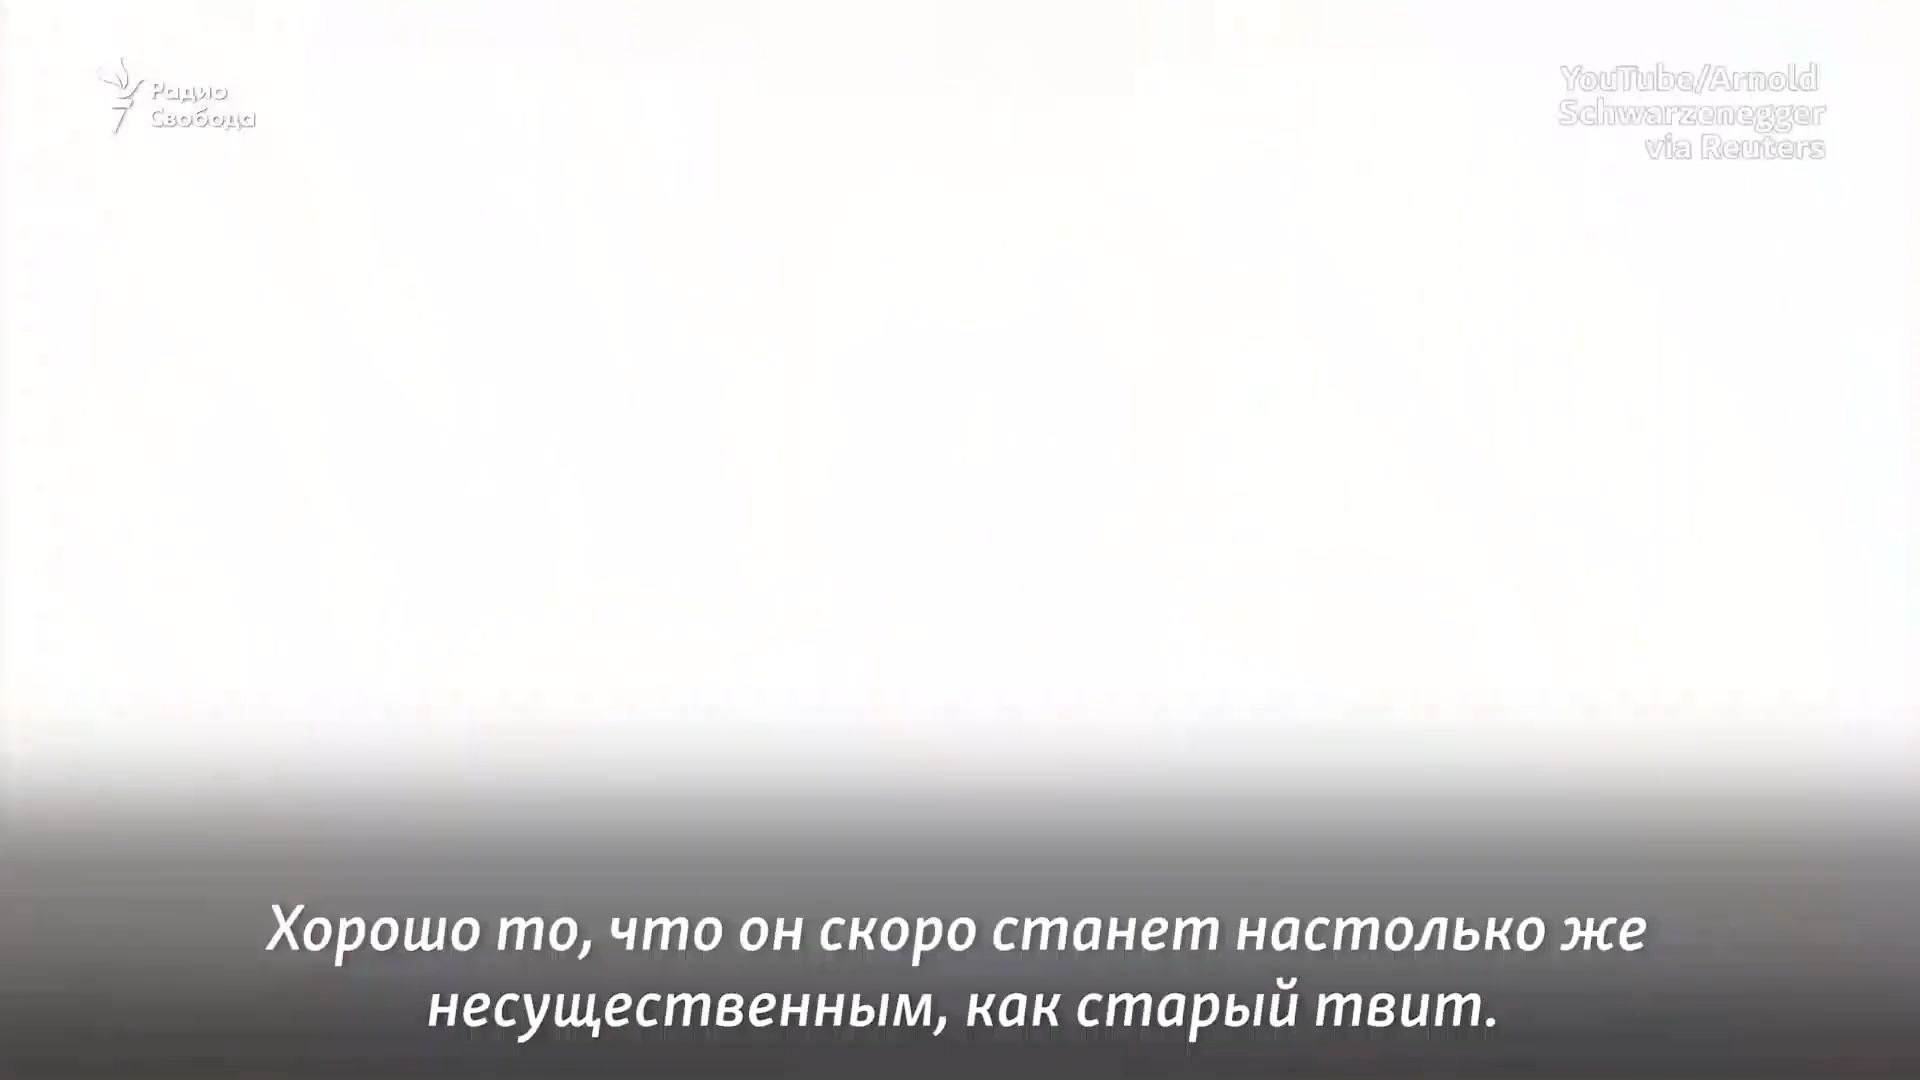 Радио
Свобода
YouTube/Arnold
Schwarzenegger
via Reuters
Хорошо то, что он скоро станет настолько же
несущественным, как старый твит.